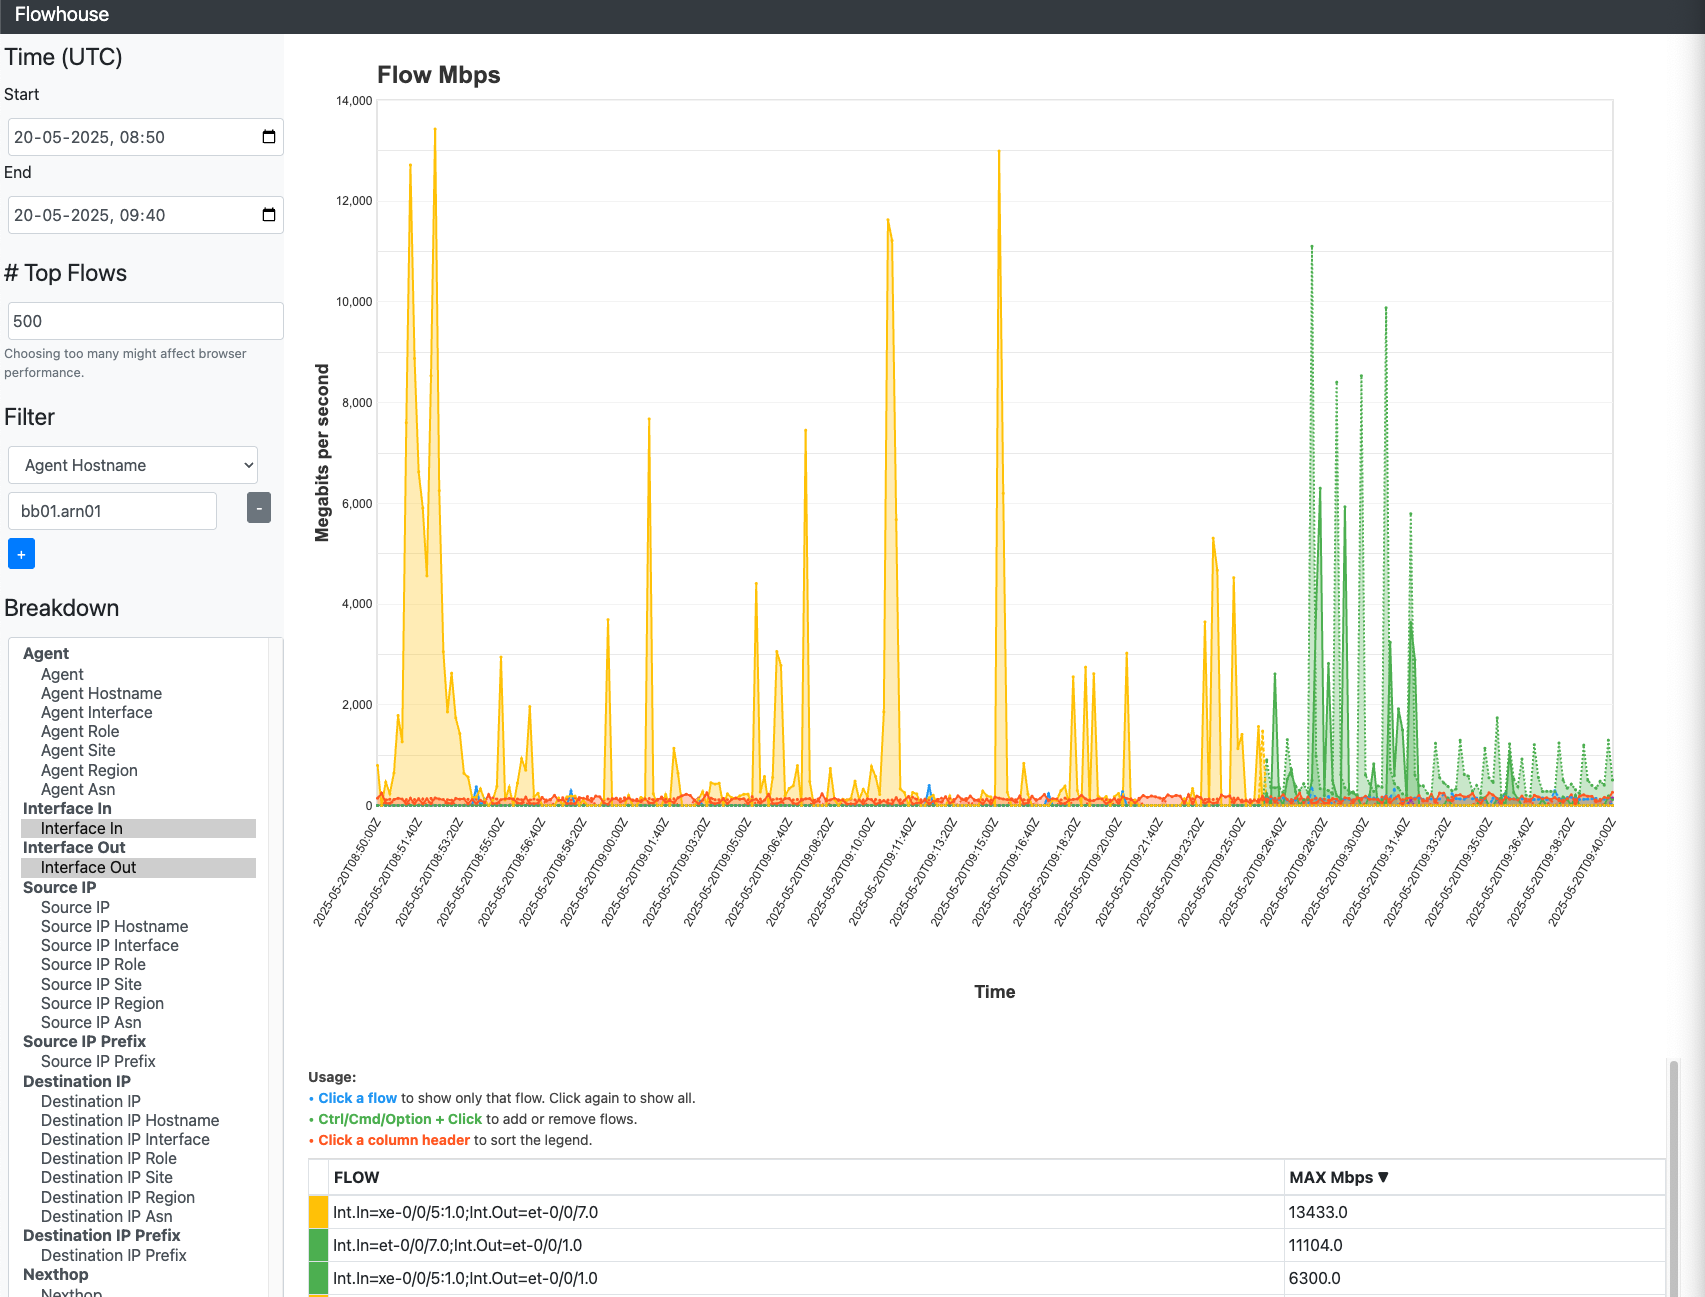 Flowhouse
Time (UTC)
Start
20-05-2025, 08:50
End
20-05-2025, 09:40
# Top Flows
500
Choosing too many might affect browser
performance.
Filter
Agent Hostname
bb01.arn01
-
+
Breakdown
Agent
Agent
Agent Hostname
Agent Interface
Agent Role
Agent Site
Agent Region
Agent Asn
Interface In
Interface In
Interface Out
Interface Out
Source IP
Source IP
Source IP Hostname
Source IP Interface
Source IP Role
Source IP Site
Source IP Region
Source IP Asn
Source IP Prefix
Source IP Prefix
Destination IP
Destination IP
Destination IP Hostname
Destination IP Interface
Destination IP Role
Destination IP Site
Destination IP Region
Destination IP Asn
Destination IP Prefix
Destination IP Prefix
Nexthop
Nexthop
Flow Mbps
Megabits per second
14,000
12,000
10,000
8,000
6,000
4,000
2,000
0
2025-05-20T08:50:00Z
2025-05-20T08:51:40Z
2025-05-20T08:53:20Z
2025-05-20T08:55:00Z
2025-05-20T08:56:40Z
2025-05-20T08:58:20Z
2025-05-20T09:00:00Z
2025-05-20T09:01:40Z
2025-05-20T09:03:20Z
2025-05-20T09:05:00Z
2025-05-20T09:06:40Z
2025-05-20T09:08:20Z
2025-05-20T09:10:00Z
2025-05-20T09:11:40Z
2025-05-20T09:13:20Z
2025-05-20T09:15:00Z
2025-05-20T09:16:40Z
2025-05-20T09:18:20Z
2025-05-20T09:20:00Z
2025-05-20T09:21:40Z
2025-05-20T09:23:20Z
2025-05-20T09:25:00Z
2025-05-20T09:26:40Z
2025-05-20T09:28:20Z
2025-05-20T09:30:00Z
2025-05-20T09:31:40Z
2025-05-20T09:33:20Z
2025-05-20T09:35:00Z
2025-05-20T09:36:40Z
2025-05-20T09:38:20Z
2025-05-20T09:40:00Z
Time
Usage:
• Click a flow to show only that flow. Click again to show all.
• Ctrl/Cmd/Option + Click to add or remove flows.
• Click a column header to sort the legend.
FLOW MAX Mbps ▼
Int.In=xe-0/0/5:1.0;Int.Out=et-0/0/7.0 13433.0
Int.In=et-0/0/7.0;Int.Out=et-0/0/1.0 11104.0
Int.In=xe-0/0/5:1.0;Int.Out=et-0/0/1.0 6300.0